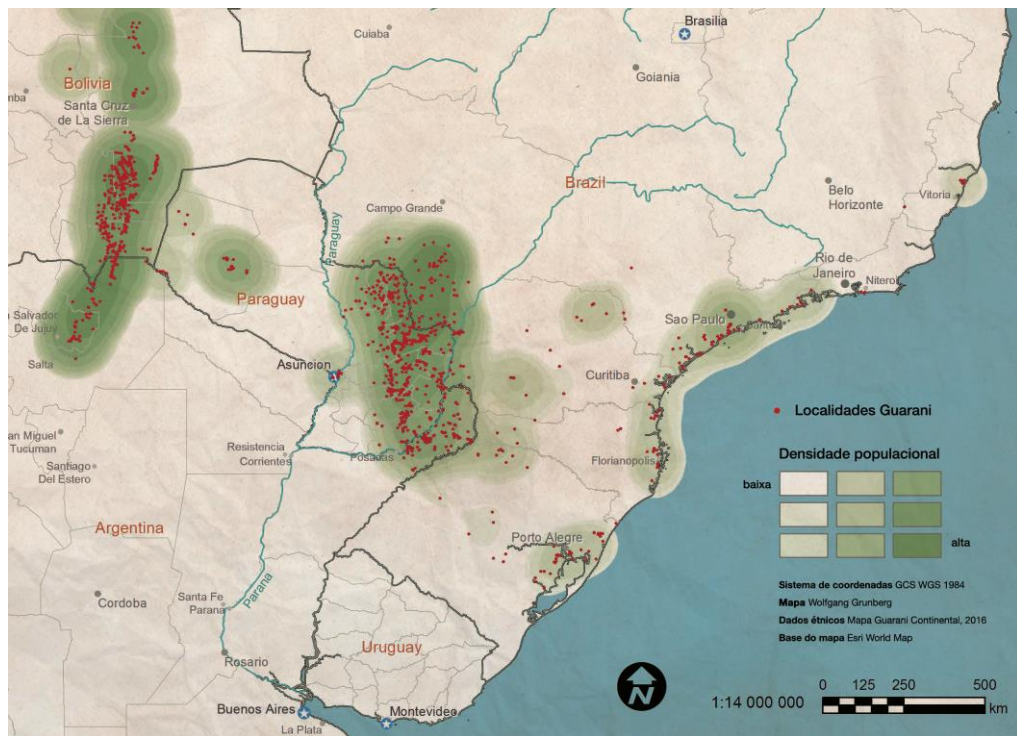 Cuiaba
Brasilia
Goiania
Bolivia
Santa Cruz
de La Sierra
Brazil
Belo
Horizonte
Vitoria
Campo Grande
Paraguay
Rio de
Janeiro
Niteroi
Paraguay
Salvador
De Jujuy
Sao Paulo
Salta
Asuncion
Curitiba
Localidades Guarani
an Miguel
Tucuman
Resistencia
Corrientes
Posadas
Florianopolis
Densidade populacional
Santiago
Del Estero
baixa
Argentina
Porto Alegre
alta
Sistema de coordenadas GCS WGS 1984
Cordoba
Santa Fe
Parana
Parana
Mapa Wolfgang Grunberg
Dados étnicos Mapa Guarani Continental, 2016
Base do mapa Esri World Map
Uruguay
Rosario
N
1:14 000 000
0 125 250 500
km
Buenos Aires
Montevideo
La Plata